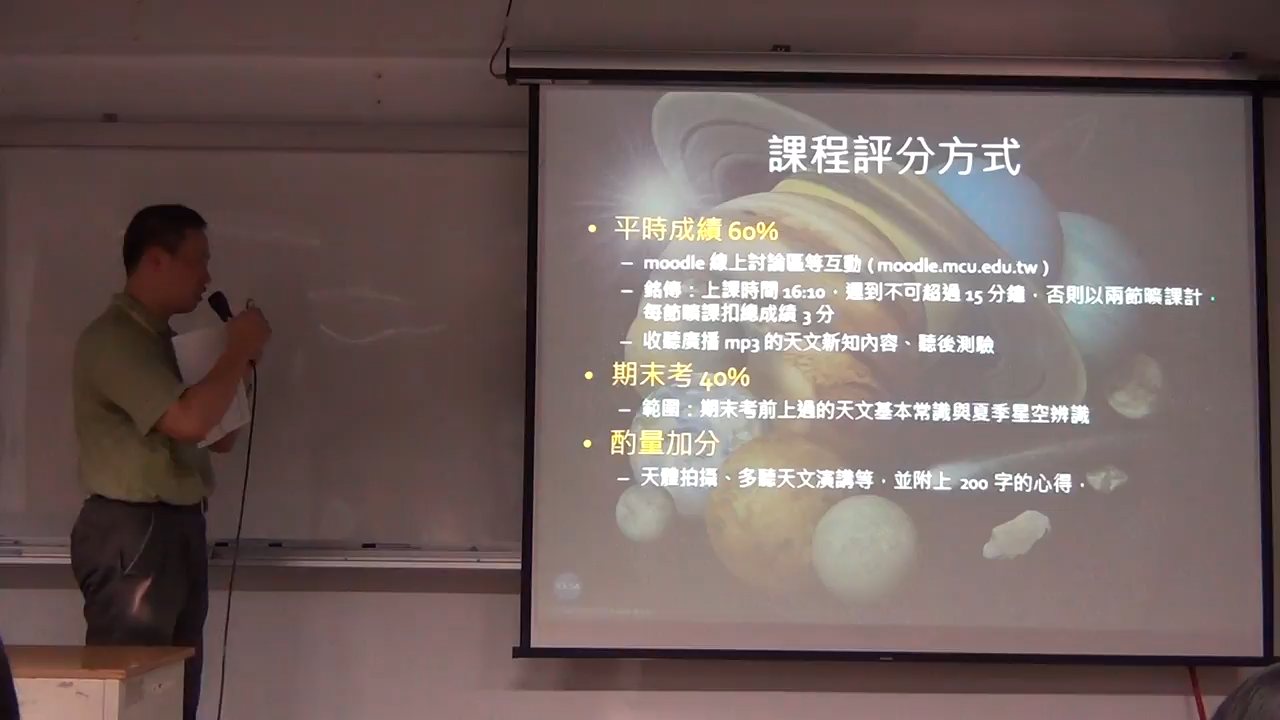 課程評分方式
• 平時成績 60%
– moodle 線上討論區等互動 ( moodle.mcu.edu.tw )
– 銘傳：上課時間 16:10，遲到不可超過 15 分鐘，否則以兩節曠課計，
每節曠課扣總成績 3 分
– 收聽廣播 mp3 的天文新知內容、聽後測驗
• 期末考 40%
– 範圍：期末考前上過的天文基本常識與夏季星空辨識
• 酌量加分
– 天體拍攝、多聽天文演講等，並附上 200 字的心得．
NASA